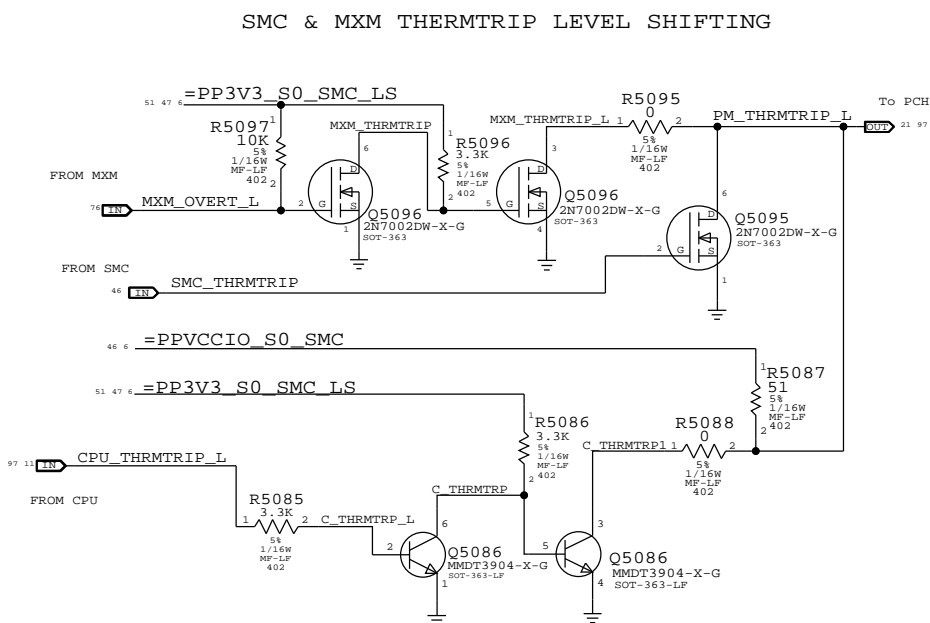 SMC & MXM THERMTRIP LEVEL SHIFTING
51 47 6 =PP3V3_S0_SMC_LS
R5097
10K
5%
1/16W
MF-LF
402
1
2
MXM_THRMTRIP
R5096
3.3K
5%
1/16W
MF-LF
402
1
2
MXM_THRMTRIP_L
R5095
0
1
2
5%
1/16W
MF-LF
402
PM_THRMTRIP_L
To PCH
OUT 21 97
FROM MXM
76 IN MXM_OVERT_L
2
G
D
S
6
1
Q5096
2N7002DW-X-G
SOT-363
5
G
D
S
3
4
Q5096
2N7002DW-X-G
SOT-363
2
G
D
S
6
1
Q5095
2N7002DW-X-G
SOT-363
FROM SMC
46 IN SMC_THRMTRIP
46 6 =PPVCCIO_S0_SMC
51 47 6 =PP3V3_S0_SMC_LS
1
R5087
51
5%
1/16W
MF-LF
402
2
1
R5086
3.3K
5%
1/16W
MF-LF
402
2
C_THRMTRP1
R5088
0
1
2
5%
1/16W
MF-LF
402
97 11 IN CPU_THRMTRIP_L
FROM CPU
R5085
3.3K
1
2
5%
1/16W
MF-LF
402
C_THRMTRP_L
C_THRMTRP
2
6
1
Q5086
MMDT3904-X-G
SOT-363-LF
5
3
4
Q5086
MMDT3904-X-G
SOT-363-LF